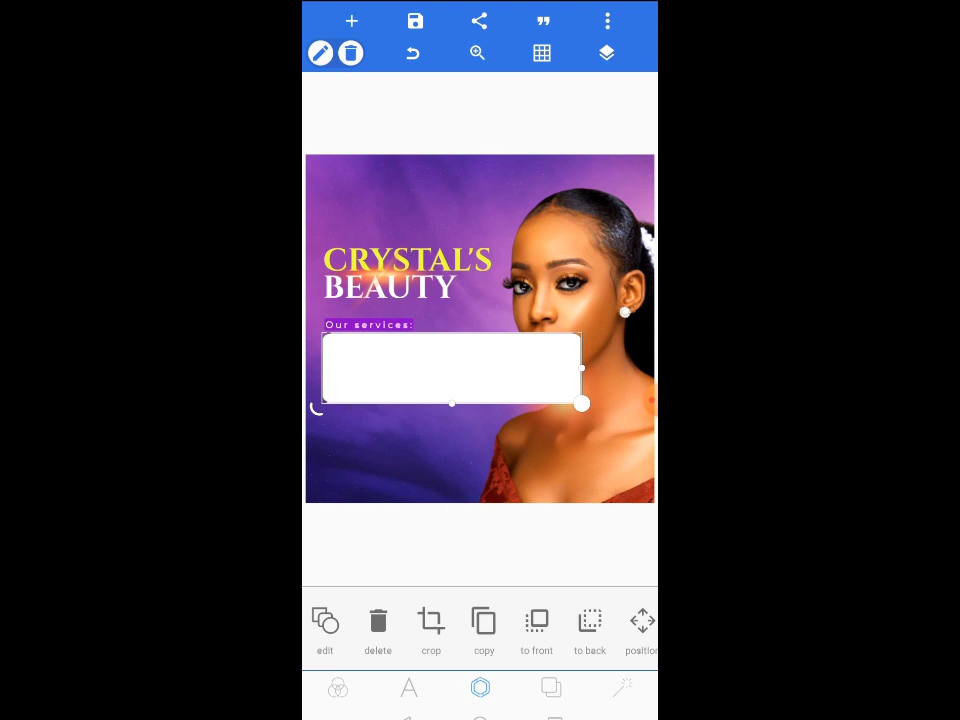 CRYSTAL'S
BEAUTY
Our services:
edit
delete
crop
copy
to front
to back
position